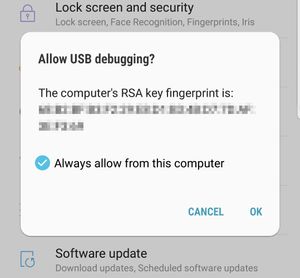 Lock screen and security
Lock screen, Face Recognition, Fingerprints, Iris
Allow USB debugging?
The computer's RSA key fingerprint is:
Always allow from this computer
CANCEL OK
Software update
Download updates, Scheduled software updates